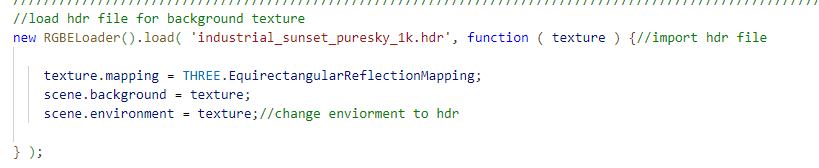 ////////////////////////////////////////////////////////////////////////////////////////////////////////////
//load hdr file for background texture
new RGBELoader().load( 'industrial_sunset_puresky_1k.hdr', function ( texture ) {//import hdr file
texture.mapping = THREE.EquirectangularReflectionMapping;
scene.background = texture;
scene.environment = texture;//change enviorment to hdr
} );